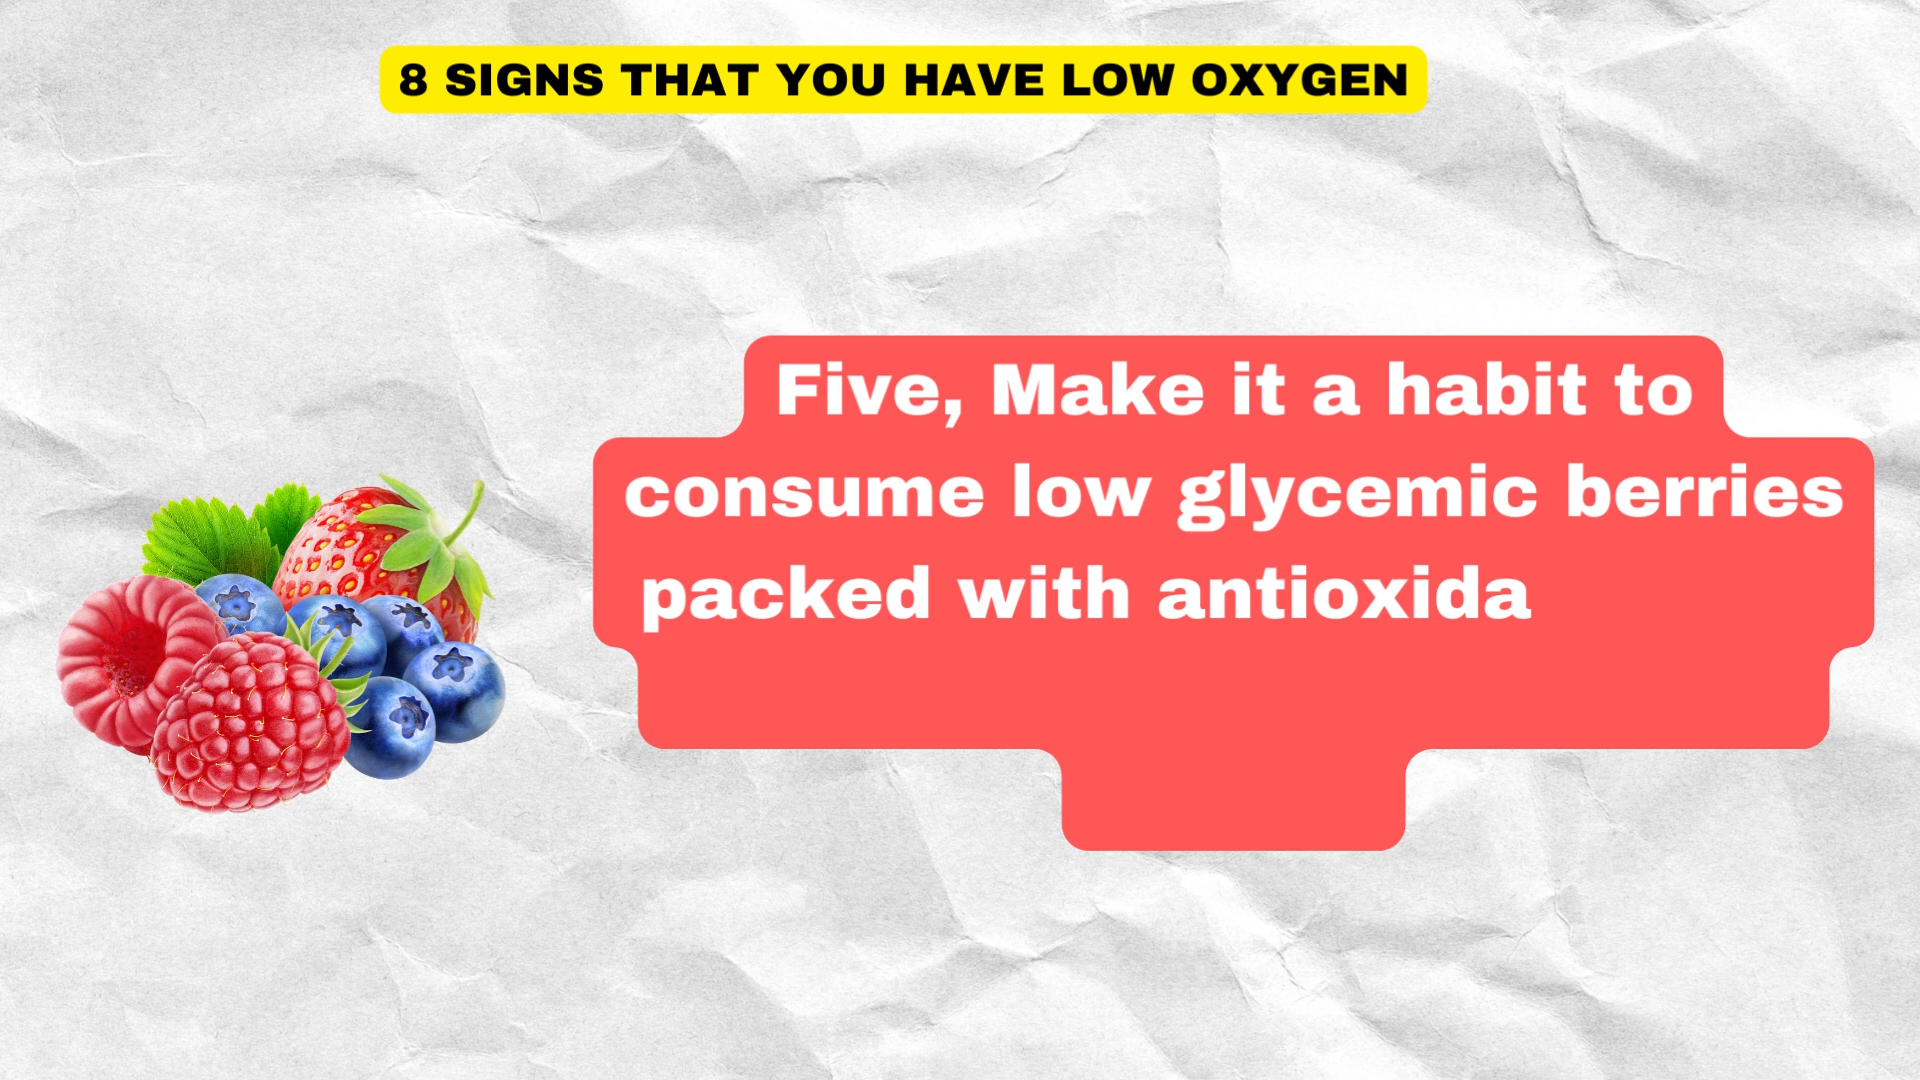 8 SIGNS THAT YOU HAVE LOW OXYGEN
Five, Make it a habit to
consume low glycemic berries
packed with antioxida